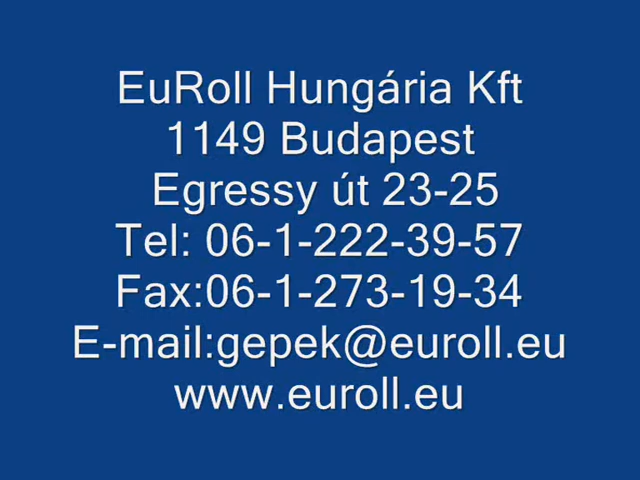 EuRoll Hungária Kft
1149 Budapest
Egressy út 23-25
Tel: 06-1-222-39-57
Fax:06-1-273-19-34
E-mail:gepek@euroll.eu
www.euroll.eu